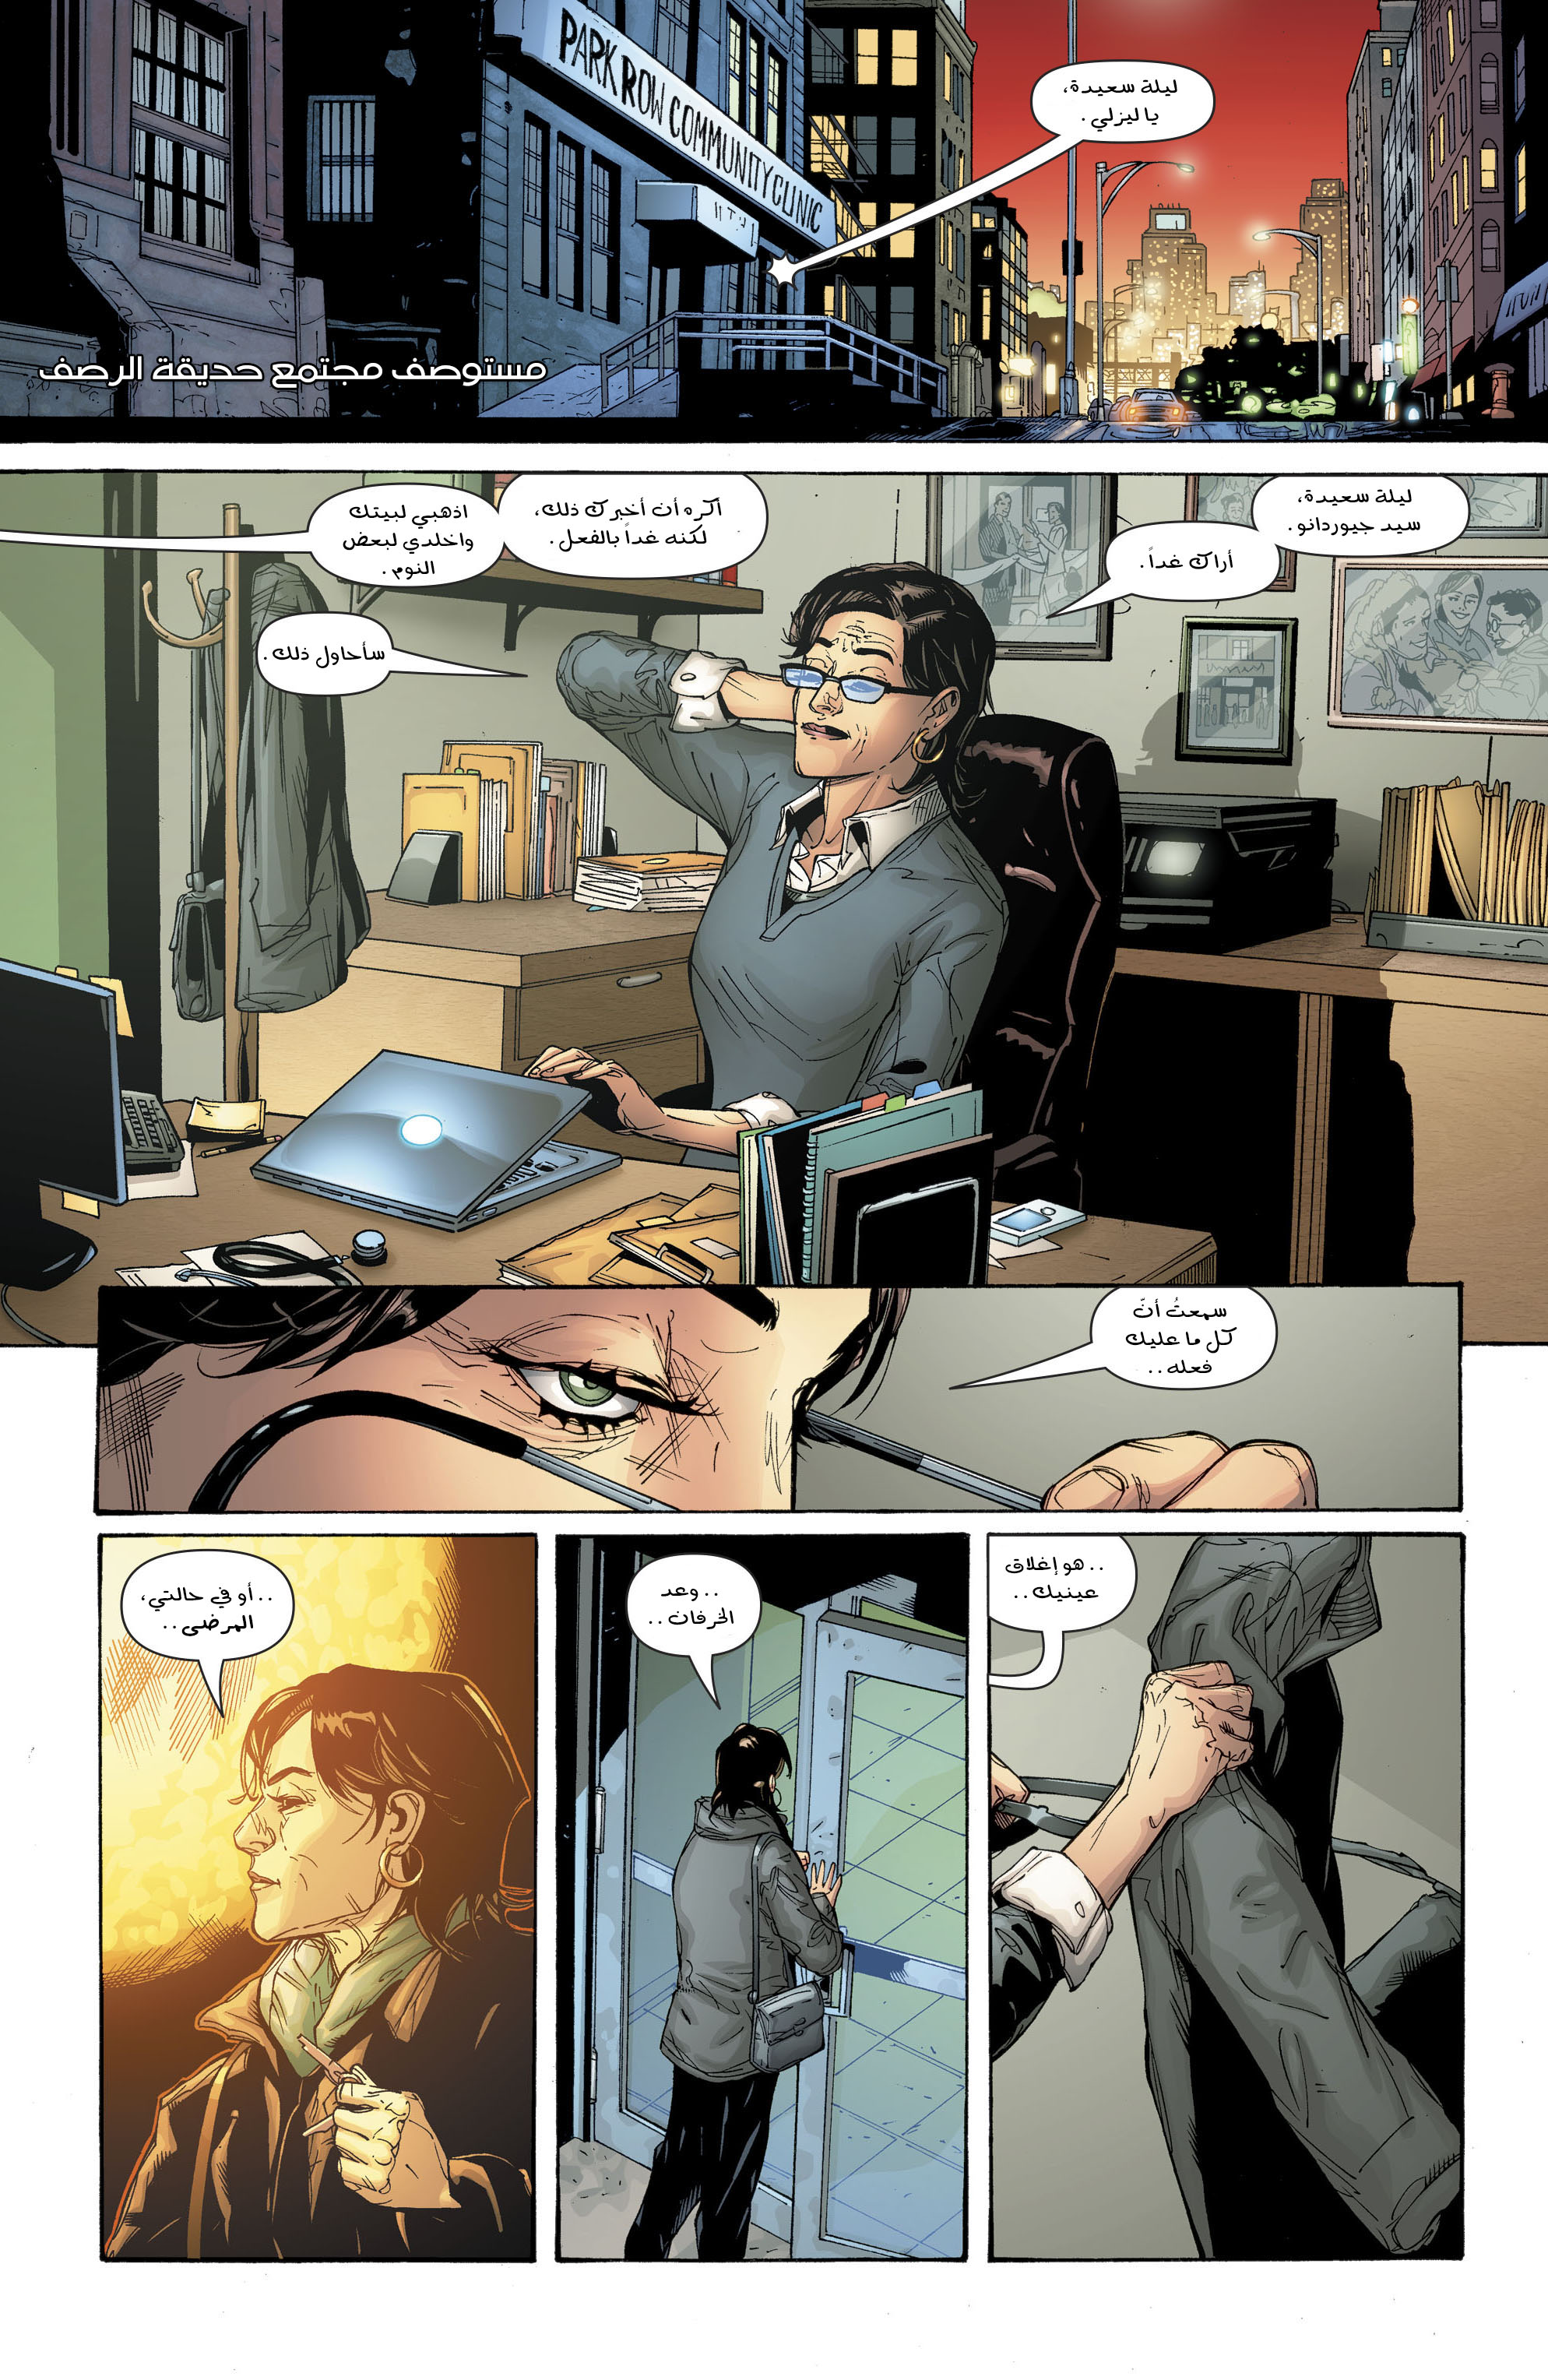 PARK ROW COMMUNITY CLINIC
ليلة سعيدة،
يا ليزلي.
مستوصف مجتمع حديقة الرصف
ليلة سعيدة،
سيد جيوردانو.
أراك غداً.
أكره أن أخبرك ذلك،
لكنه غداً بالفعل.
اذهبي لبيتك
واخلدي لبعض
النوم.
سأحاول ذلك.
سمعتُ أنّ
كل ما عليك
فعله..
..هو إغلاق
عينيك..
..وعد
الخرفان..
..أو في حالتي،
المرضى..